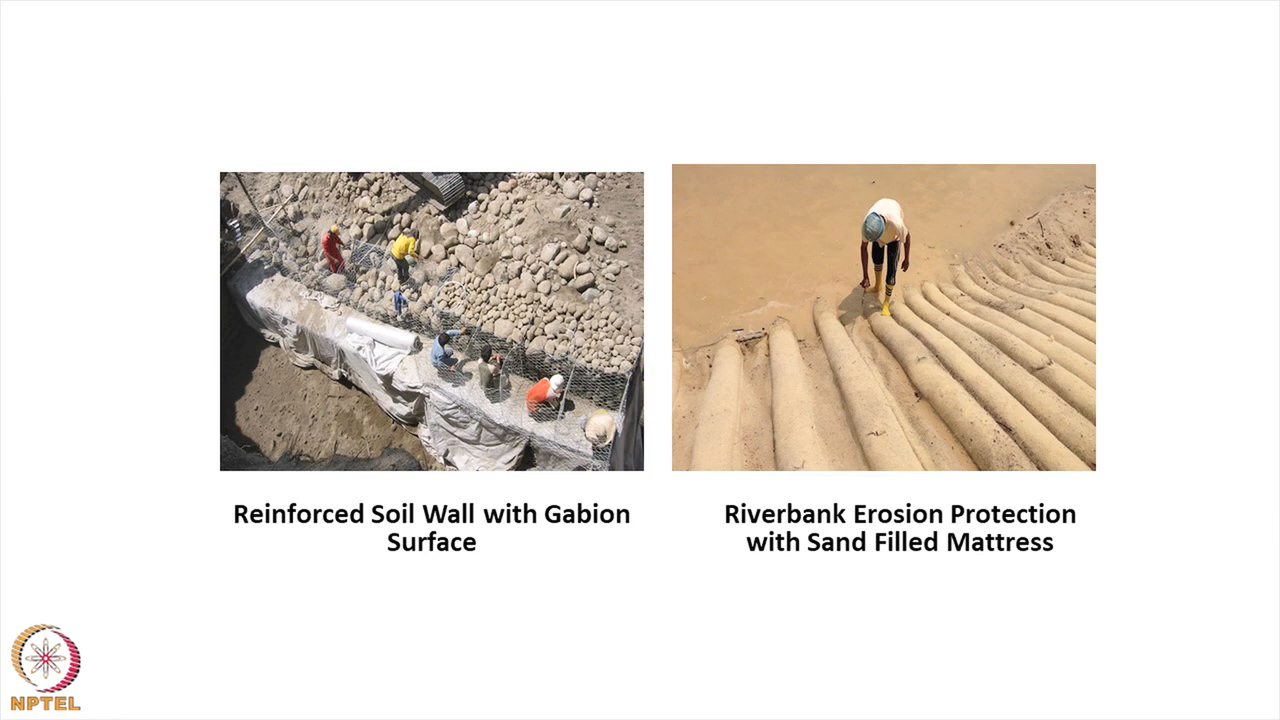 Reinforced Soil Wall with Gabion
Surface
Riverbank Erosion Protection
with Sand Filled Mattress
NPTEL